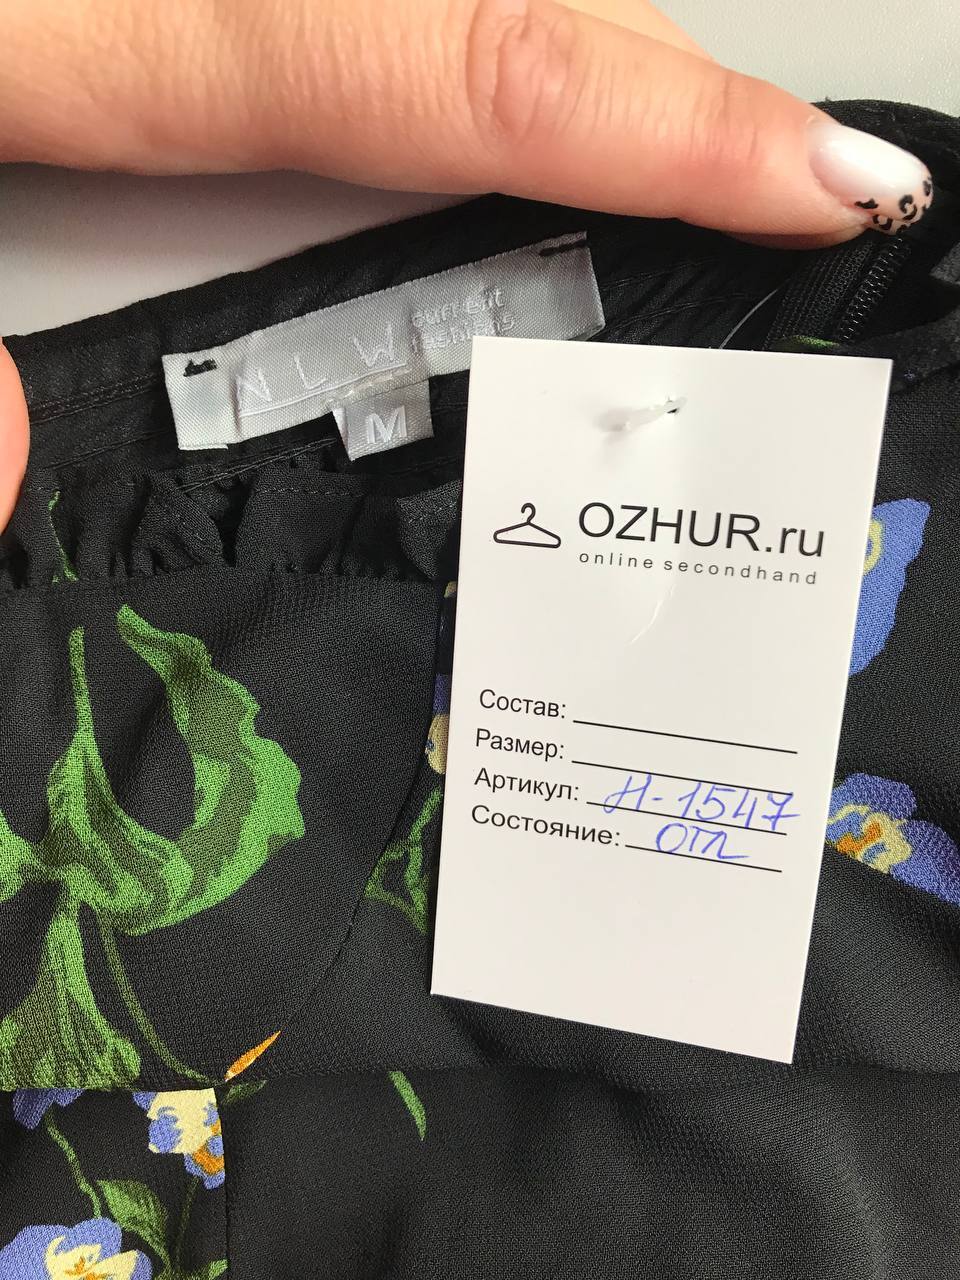 NLW
current
fashions
M
OZHUR.ru
online secondhand
Состав:
Размер:
Артикул: Н-1547
Состояние: отл